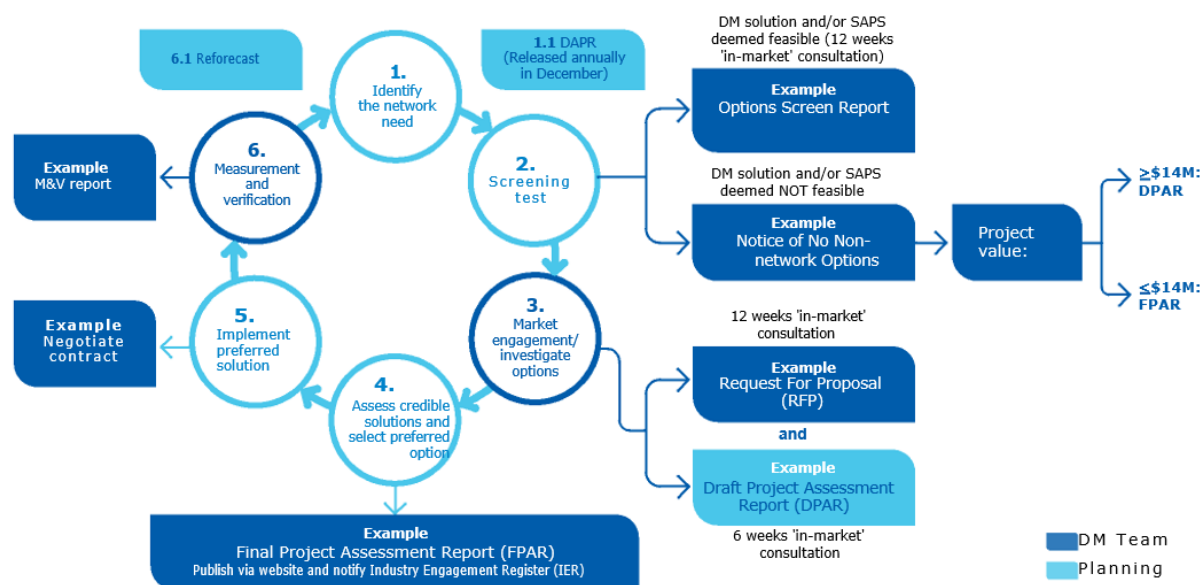 6.1 Reforecast
1.
Identify
the network
need
1.1 DAPR
(Released annually
in December)
DM solution and/or SAPS
deemed feasible (12 weeks
'in-market' consultation)
Example
Options Screen Report
2.
Screening
test
DM solution and/or SAPS
deemed NOT feasible
Example
Notice of No Non-
network Options
Project
value:
≥$14M:
DPAR
≤$14M:
FPAR
3.
Market
engagement/
investigate
options
12 weeks 'in-market'
consultation
Example
Request For Proposal
(RFP)
and
Example
Draft Project Assessment
Report (DPAR)
6 weeks 'in-market'
consultation
4.
Assess credible
solutions and
select preferred
option
Example
Final Project Assessment Report (FPAR)
Publish via website and notify Industry Engagement Register (IER)
5.
Implement
preferred
solution
Example
Negotiate
contract
6.
Measurement
and
verification
Example
M&V report
DM Team
Planning